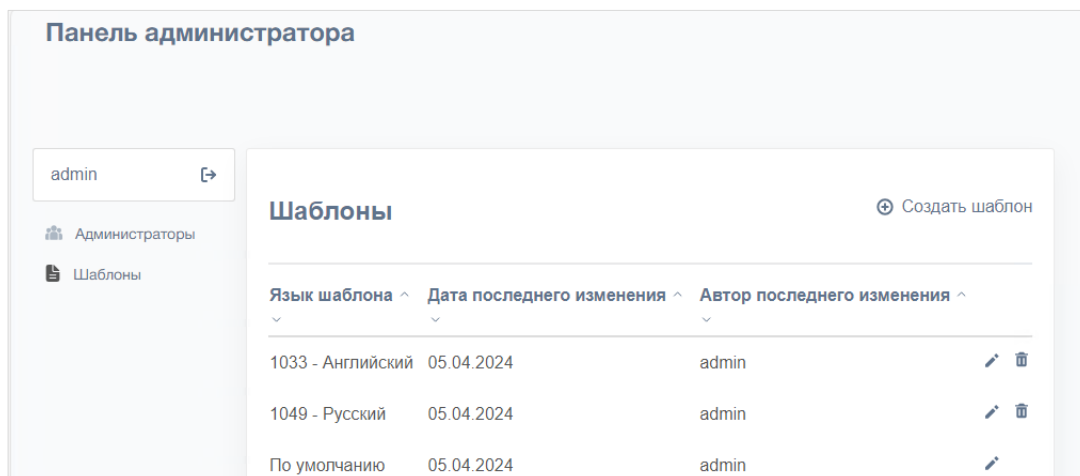 Панель администратора
admin
Администраторы
Шаблоны
Шаблоны
Создать шаблон
Язык шаблона Дата последнего изменения Автор последнего изменения
1033 - Английский 05.04.2024 admin
1049 - Русский 05.04.2024 admin
По умолчанию 05.04.2024 admin